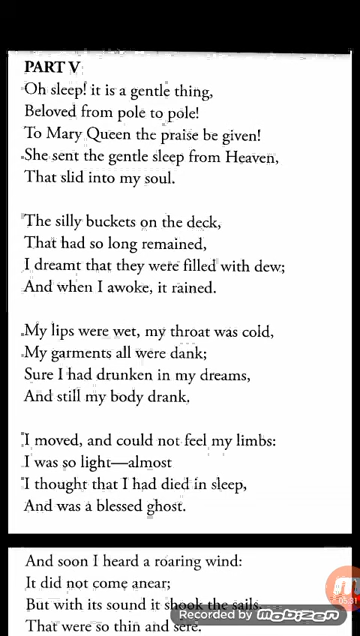 PART V
Oh sleep! it is a gentle thing,
Beloved from pole to pole!
To Mary Queen the praise be given!
She sent the gentle sleep from Heaven,
That slid into my soul.
The silly buckets on the deck,
That had so long remained,
I dreamt that they were filled with dew;
And when I awoke, it rained.
My lips were wet, my throat was cold,
My garments all were dank;
Sure I had drunken in my dreams,
And still my body drank.
I moved, and could not feel my limbs:
I was so light—almost
I thought that I had died in sleep,
And was a blessed ghost.
And soon I heard a roaring wind:
It did not come anear;
But with its sound it shook the sails,
That were so thin and sere.
05:31
Recorded by mobizen